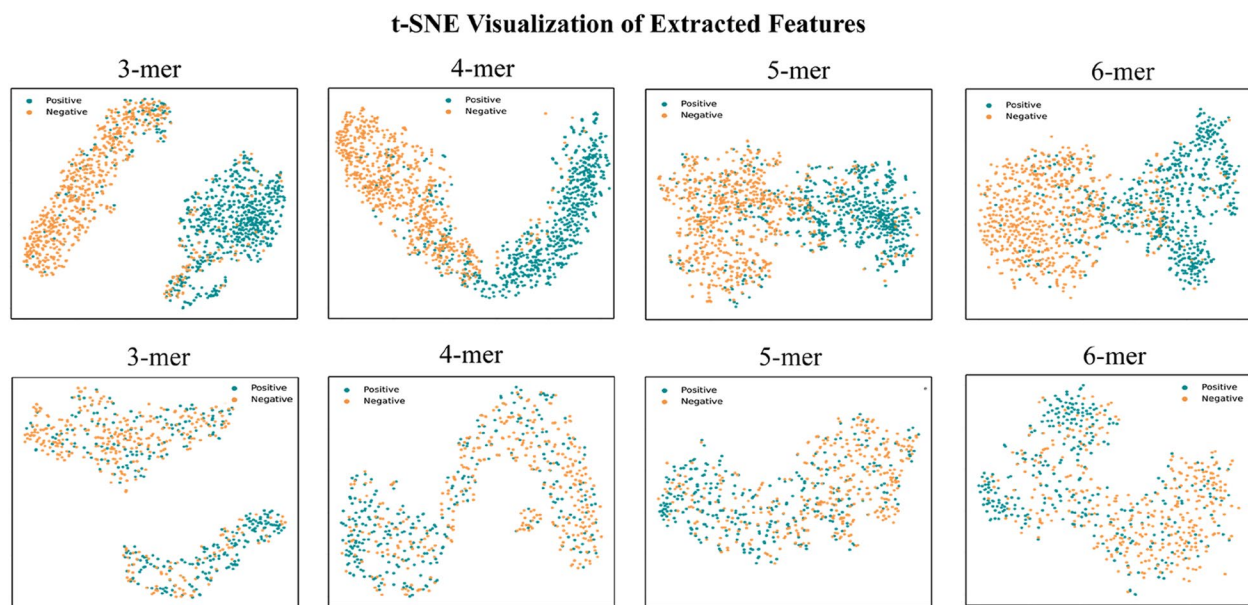 t-SNE Visualization of Extracted Features
3-mer 4-mer 5-mer 6-mer
Positive
Negative
Positive
Negative
Positive
Negative
Positive
Negative
3-mer 4-mer 5-mer 6-mer
Positive
Negative
Positive
Negative
Positive
Negative
Positive
Negative